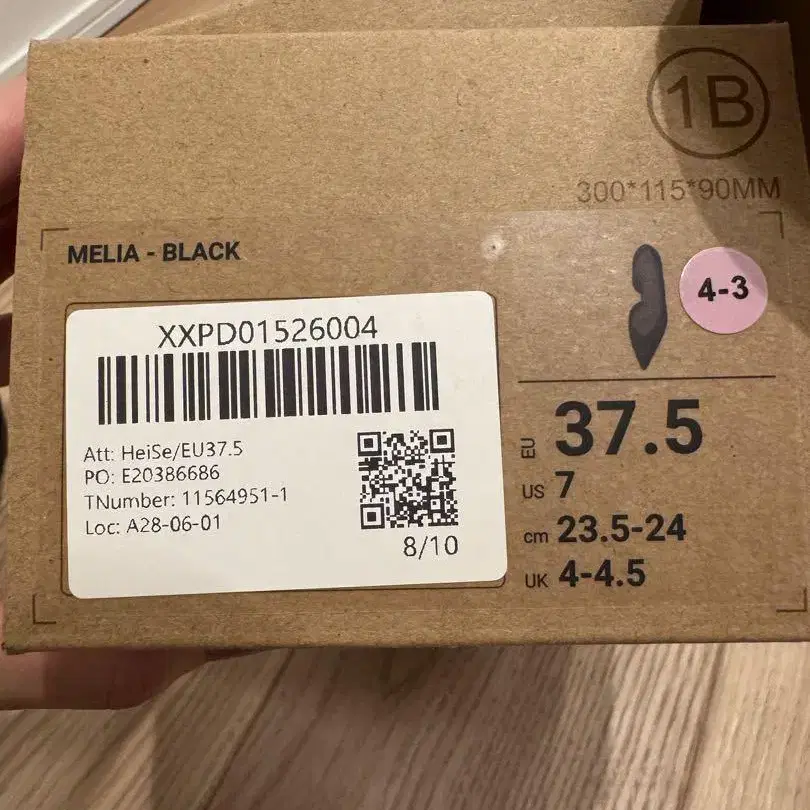 1B
300*115*90MM
MELIA - BLACK
4-3
XXPD01526004
Att: HeiSe/EU37.5
PO: E20386686
TNumber: 11564951-1
Loc: A28-06-01
8/10
EU 37.5
US 7
cm 23.5-24
UK 4-4.5